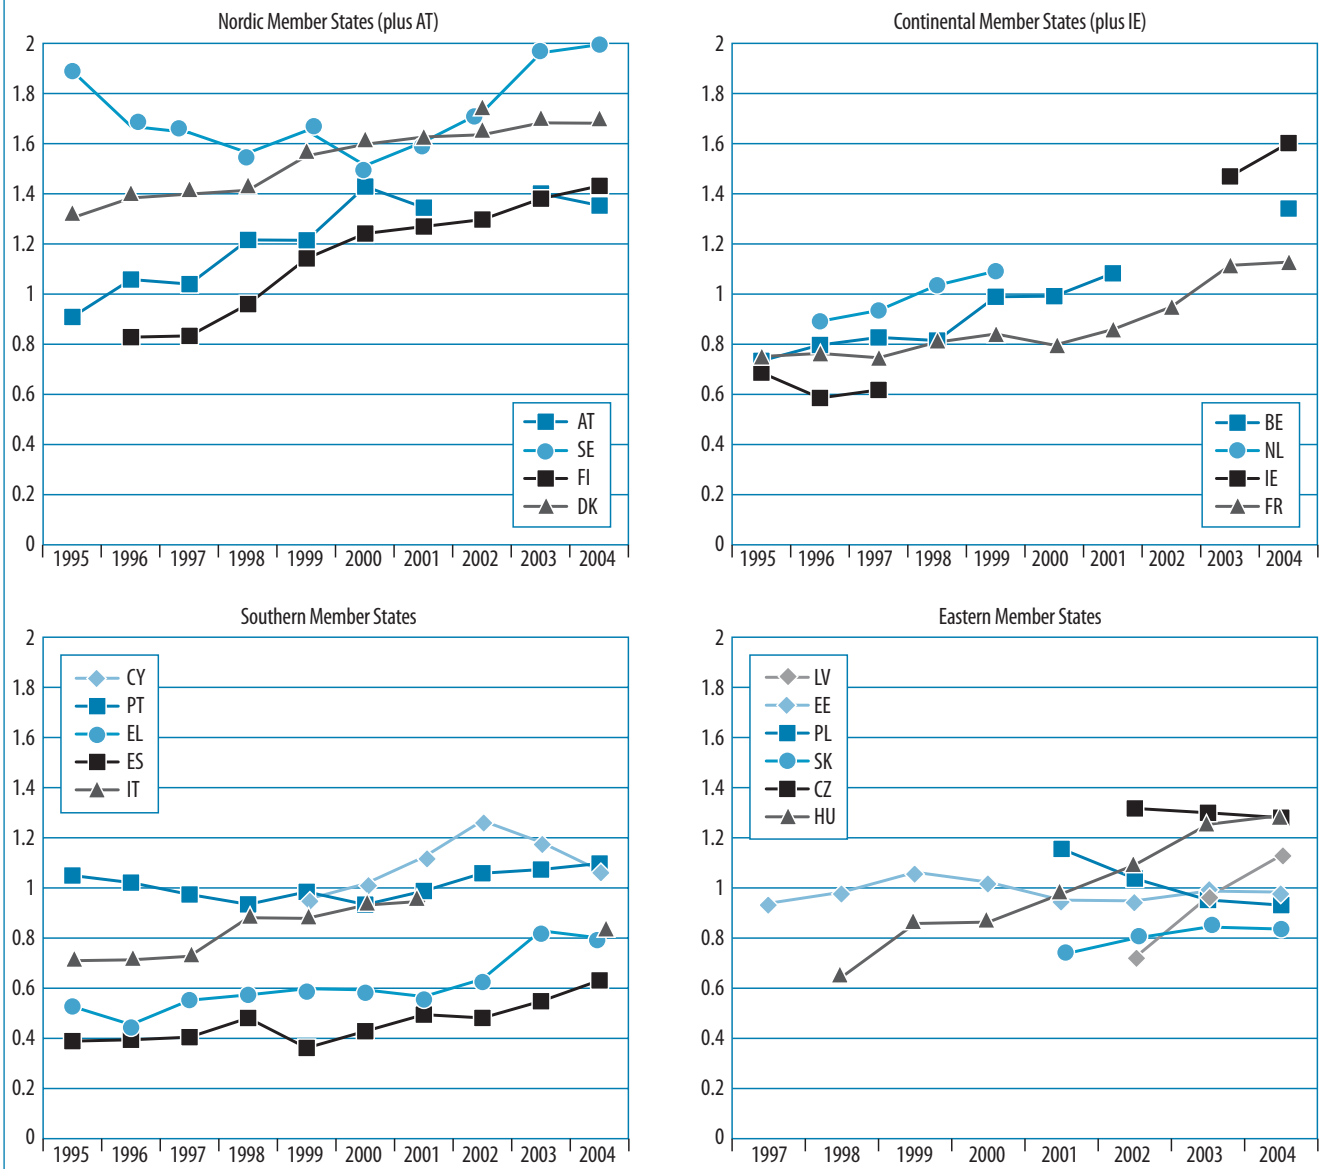 Nordic Member States (plus AT)
2
1.8
1.6
1.4
1.2
1
0.8
0.6
0.4
0.2
0
AT
SE
FI
DK
1995 1996 1997 1998 1999 2000 2001 2002 2003 2004
Continental Member States (plus IE)
2
1.8
1.6
1.4
1.2
1
0.8
0.6
0.4
0.2
0
BE
NL
IE
FR
1995 1996 1997 1998 1999 2000 2001 2002 2003 2004
Southern Member States
2
1.8
1.6
1.4
1.2
1
0.8
0.6
0.4
0.2
0
CY
PT
EL
ES
IT
1995 1996 1997 1998 1999 2000 2001 2002 2003 2004
Eastern Member States
2
1.8
1.6
1.4
1.2
1
0.8
0.6
0.4
0.2
0
LV
EE
PL
SK
CZ
HU
1997 1998 1999 2000 2001 2002 2003 2004